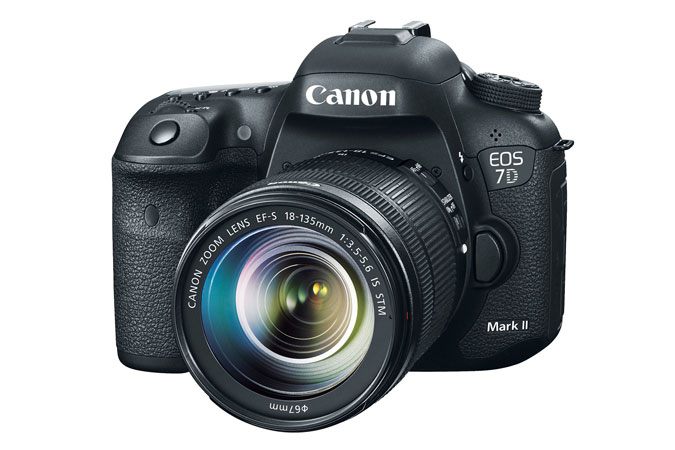 Canon
EOS
7D
Mark II
CANON ZOOM LENS EF-S 18-135mm 1:3.5-5.6 IS STM
Φ67mm